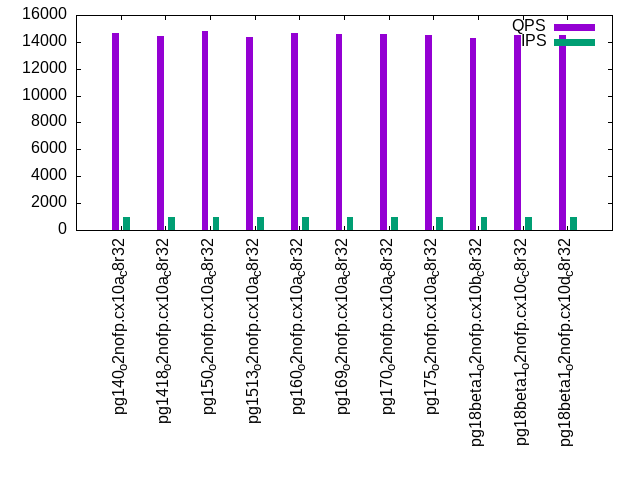 16000
14000
12000
10000
8000
6000
4000
2000
0
QPS
IPS
pg140o2nofp.cx10ac8r32
pg1418o2nofp.cx10ac8r32
pg150o2nofp.cx10ac8r32
pg1513o2nofp.cx10ac8r32
pg160o2nofp.cx10ac8r32
pg169o2nofp.cx10ac8r32
pg170o2nofp.cx10ac8r32
pg175o2nofp.cx10ac8r32
pg18beta1o2nofp.cx10bc8r32
pg18beta1o2nofp.cx10cc8r32
pg18beta1o2nofp.cx10dc8r32